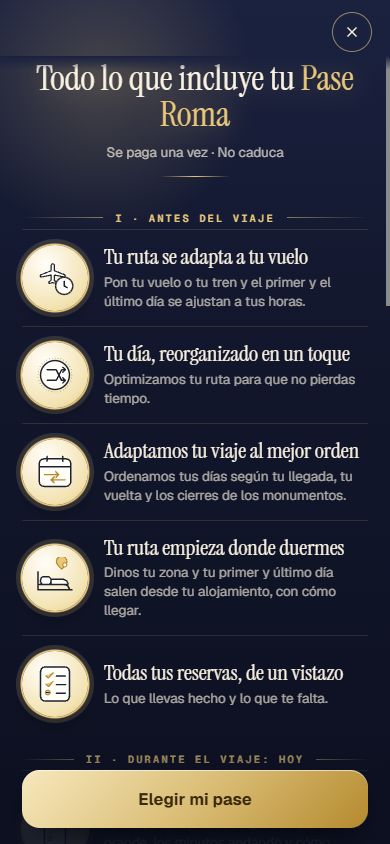 Todo lo que incluye tu Pase
Roma
Se paga una vez · No caduca
I · ANTES DEL VIAJE
Tu ruta se adapta a tu vuelo
Pon tu vuelo o tu tren y el primer y el
último día se ajustan a tus horas.
Tu día, reorganizado en un toque
Optimizamos tu ruta para que no pierdas
tiempo.
Adaptamos tu viaje al mejor orden
Ordenamos tus días según tu llegada, tu
vuelta y los cierres de los monumentos.
Tu ruta empieza donde duermes
Dinos tu zona y tu primer y último día
salen desde tu alojamiento, con cómo
llegar.
Todas tus reservas, de un vistazo
Lo que llevas hecho y lo que te falta.
II · DURANTE EL VIAJE: HOY
Elegir mi pase